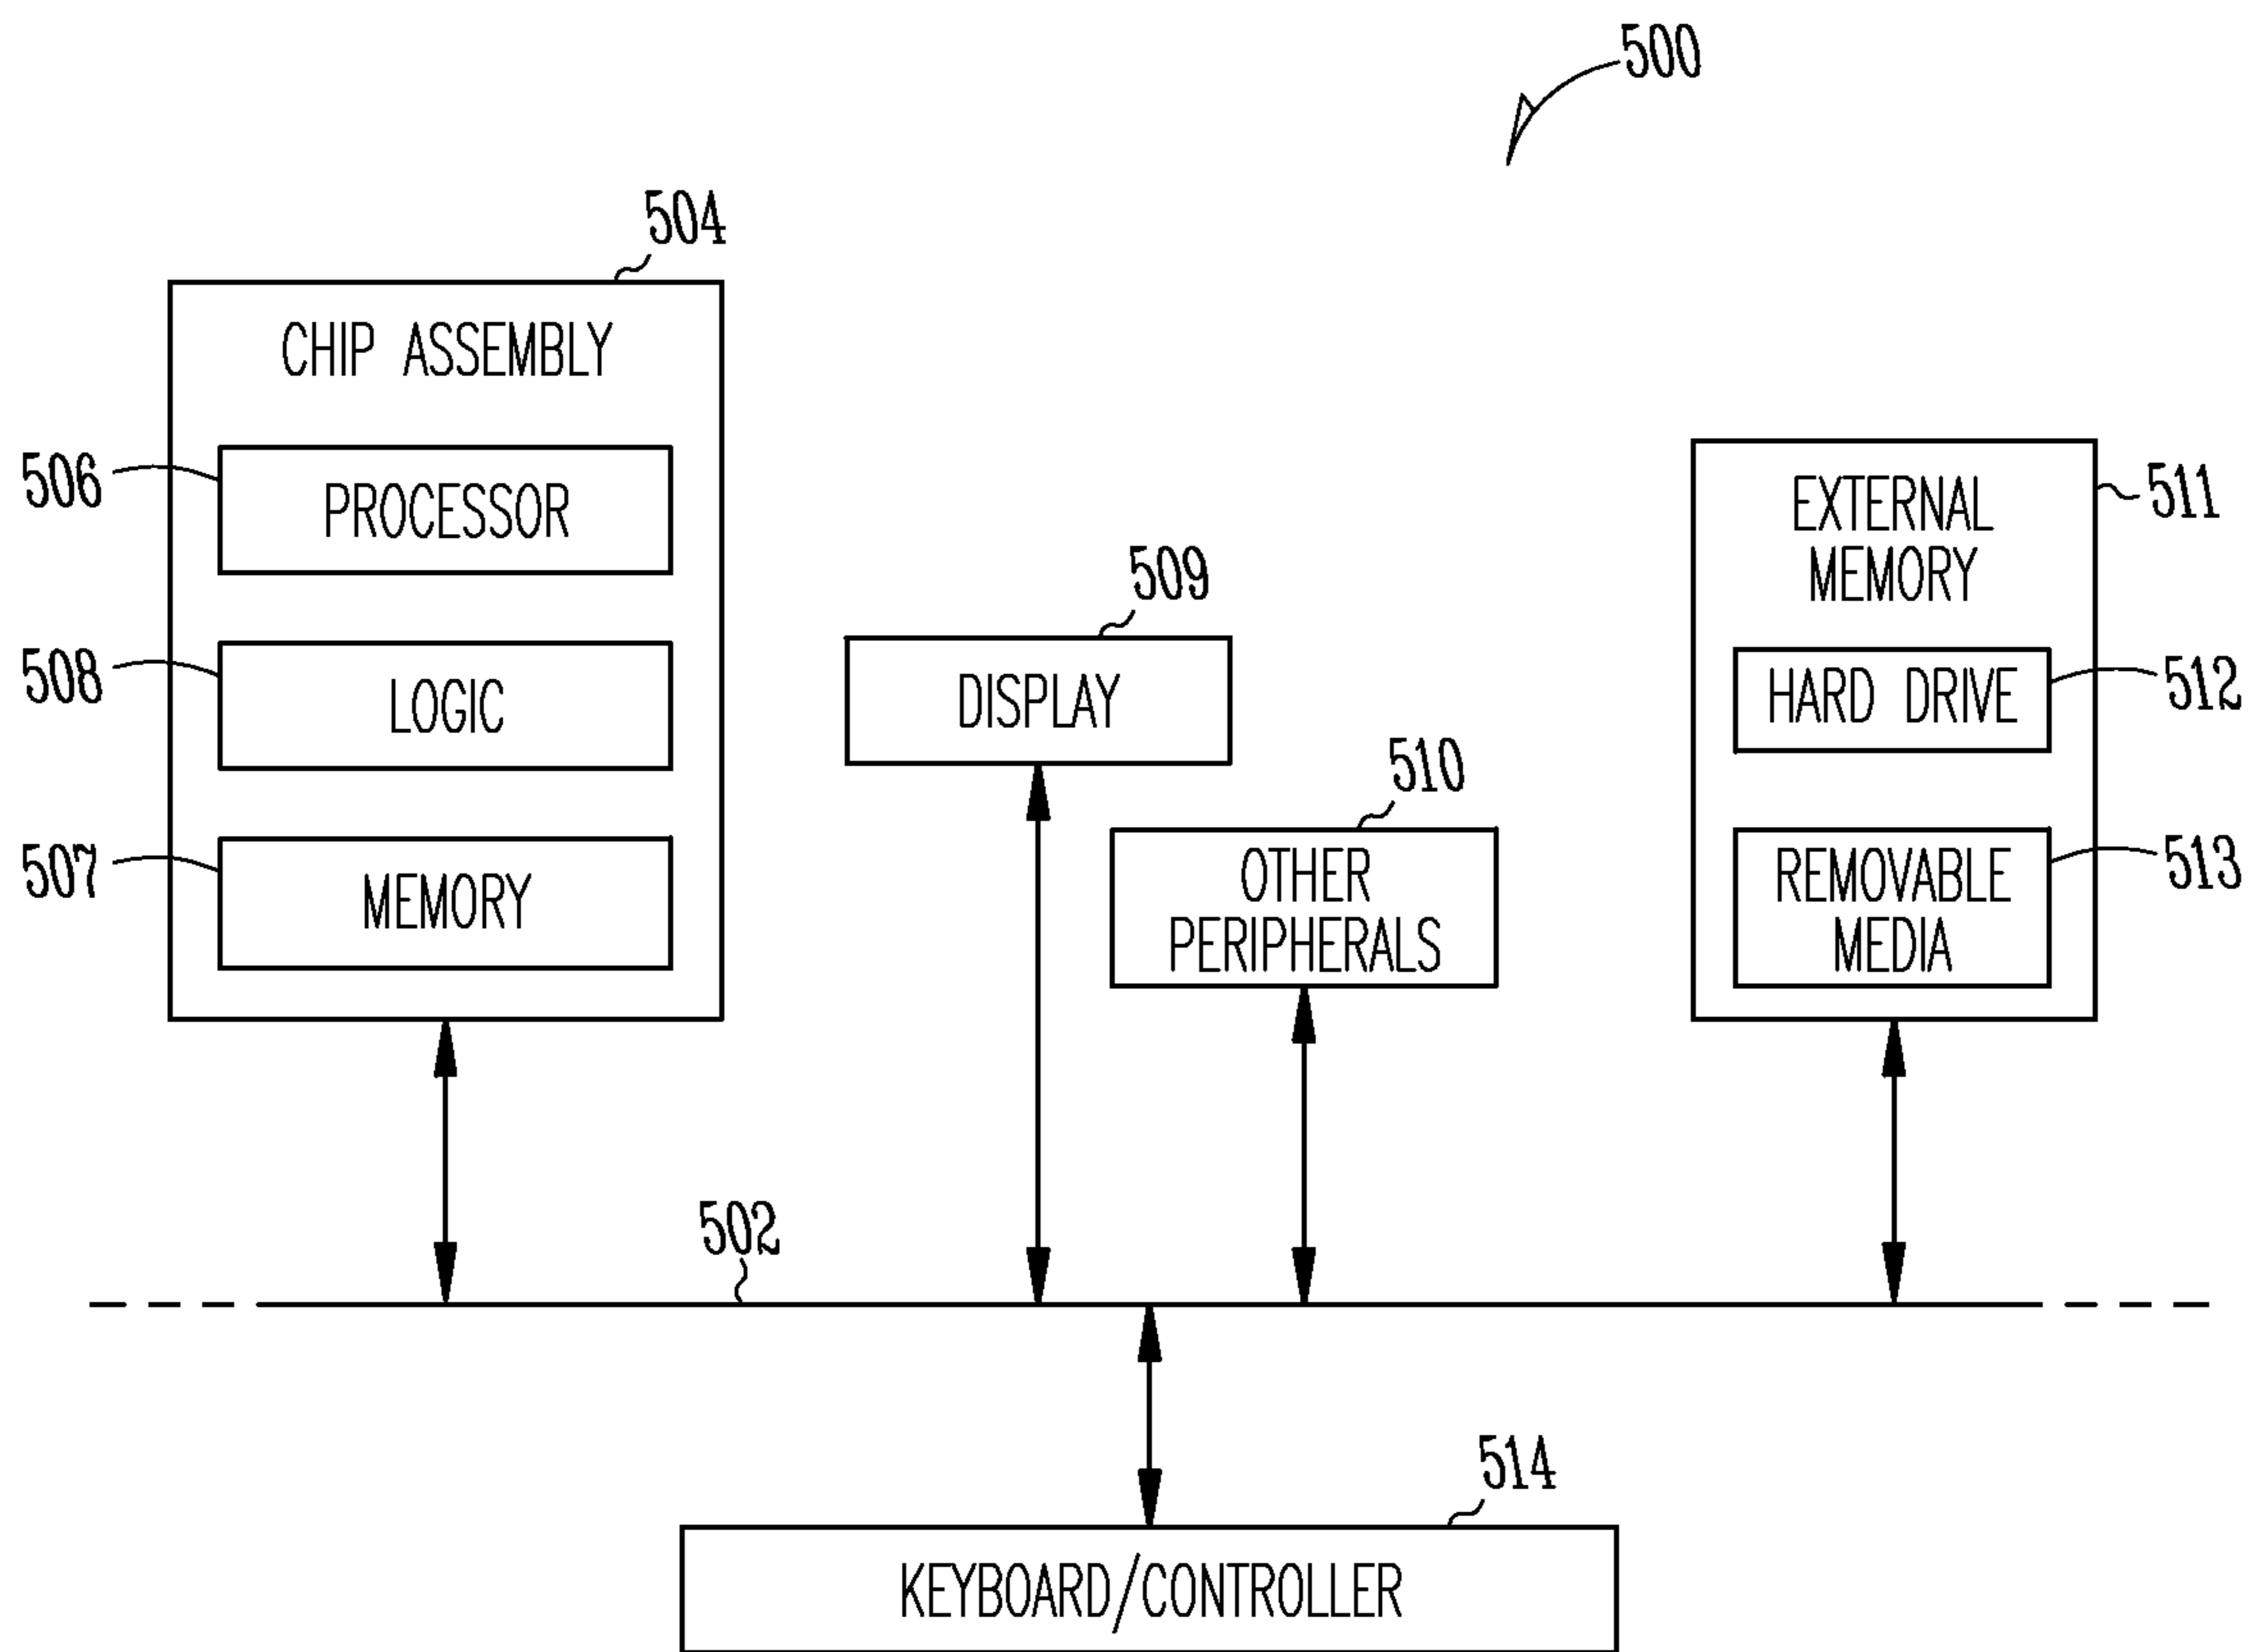 500
504
CHIP ASSEMBLY
506
PROCESSOR
508
LOGIC
507
MEMORY
509
DISPLAY
510
OTHER
PERIPHERALS
511
EXTERNAL
MEMORY
512
HARD DRIVE
513
REMOVABLE
MEDIA
502
514
KEYBOARD/CONTROLLER